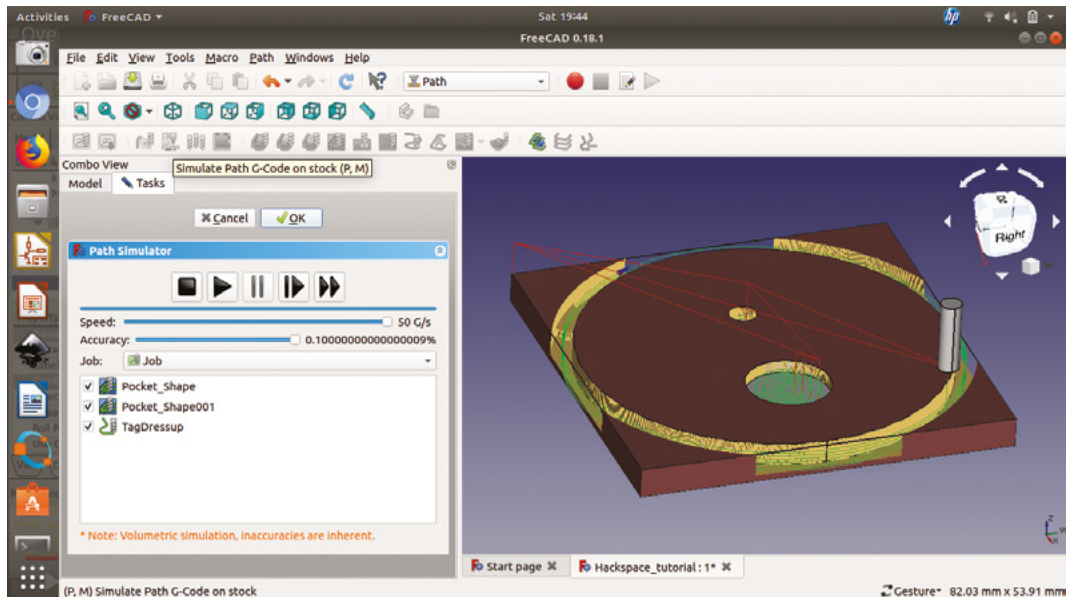 Activities FreeCAD Sat 19:44
FreeCAD 0.18.1
File Edit View Tools Macro Path Windows Help
Path
Combo View
Simulate Path G-Code on stock (P, M)
Model Tasks
Cancel OK
Path Simulator
Speed: 50 G/s
Accuracy: 0.10000000000000009%
Job: Job
Pocket_Shape
Pocket_Shape001
TagDressup
* Note: Volumetric simulation, inaccuracies are inherent.
Right
Z
X
Start page Hackspace_tutorial : 1*
(P, M) Simulate Path G-Code on stock Gesture 82.03 mm x 53.91 mm